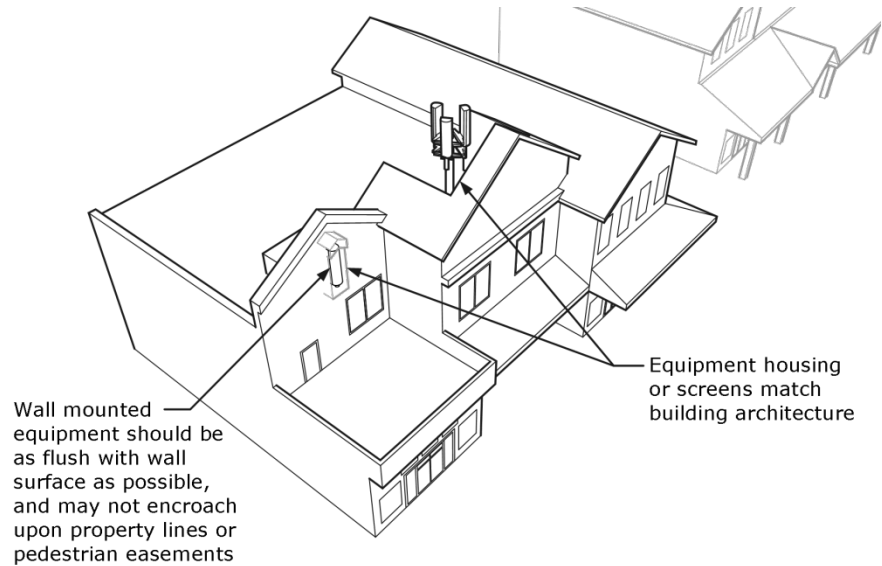 Equipment housing
or screens match
building architecture
Wall mounted
equipment should be
as flush with wall
surface as possible,
and may not encroach
upon property lines or
pedestrian easements